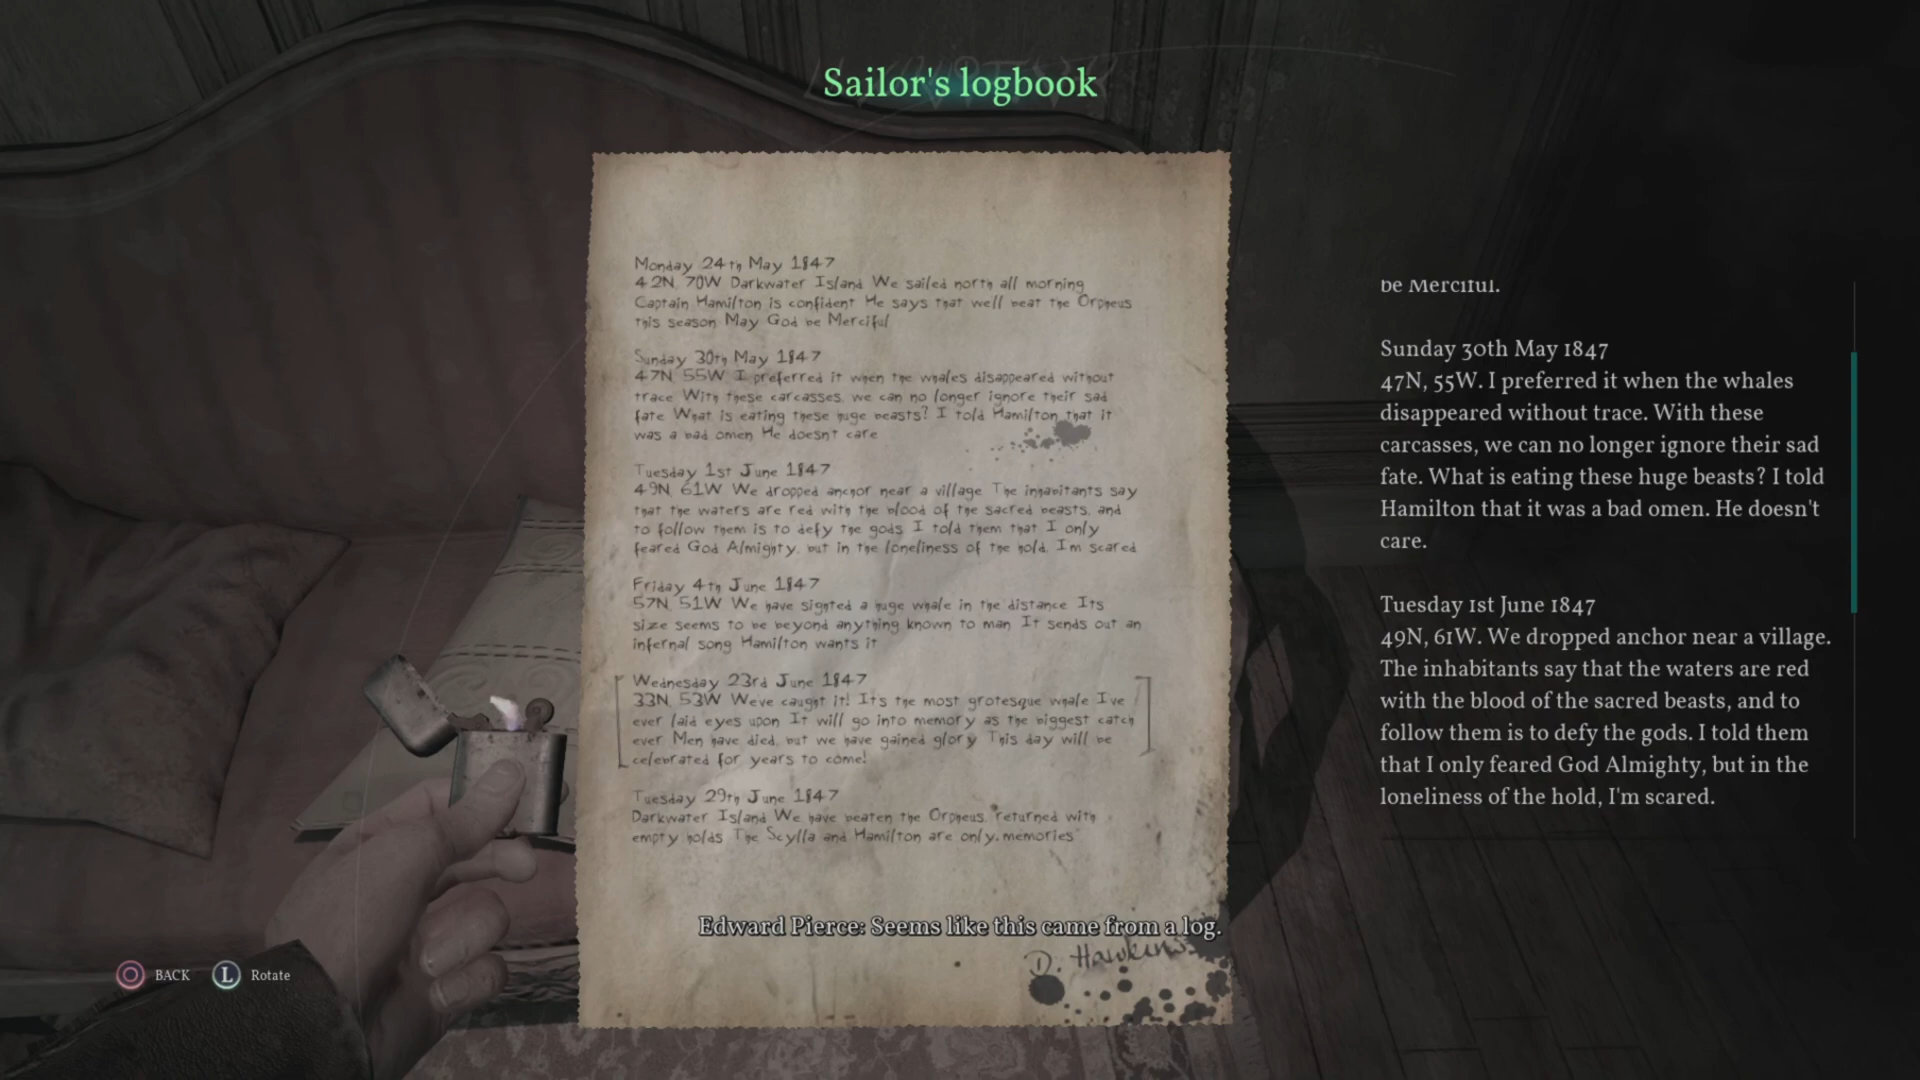 Sailor's logbook
Monday 24th May 1847
42N, 70W Darkwater Island We sailed north all morning
Captain Hamilton is confident He says that well beat the Orpheus
this season May God be Merciful
Sunday 30th May 1847
47N 55W I preferred it when the whales disappeared without
trace With these carcasses, we can no longer ignore their sad
fate What is eating these huge beasts? I told Hamilton that it
was a bad omen He doesnt care
Tuesday 1st June 1847
49N, 61W We dropped anchor near a village The inhabitants say
that the waters are red with the blood of the sacred beasts, and
to follow them is to defy the gods I told them that I only
feared God Almighty, but in the loneliness of the hold, Im scared
Friday 4th June 1847
57N, 51W We have sighted a huge whale in the distance Its
size seems to be beyond anything known to man It sends out an
infernal song Hamilton wants it
Wednesday 23rd June 1847
33N, 53W Weve caught it! It's the most grotesque whale Ive
ever laid eyes upon It will go into memory as the biggest catch
ever Men have died, but we have gained glory This day will be
celebrated for years to come!
Tuesday 29th June 1847
Darkwater Island We have beaten the Orpheus, returned with
empty holds The Scylla and Hamilton are only memories
D. Hawkins
Edward Pierce: Seems like this came from a log.
be Merciful.
Sunday 30th May 1847
47N, 55W. I preferred it when the whales
disappeared without trace. With these
carcasses, we can no longer ignore their sad
fate. What is eating these huge beasts? I told
Hamilton that it was a bad omen. He doesn't
care.
Tuesday 1st June 1847
49N, 61W. We dropped anchor near a village.
The inhabitants say that the waters are red
with the blood of the sacred beasts, and to
follow them is to defy the gods. I told them
that I only feared God Almighty, but in the
loneliness of the hold, I'm scared.
BACK
L Rotate